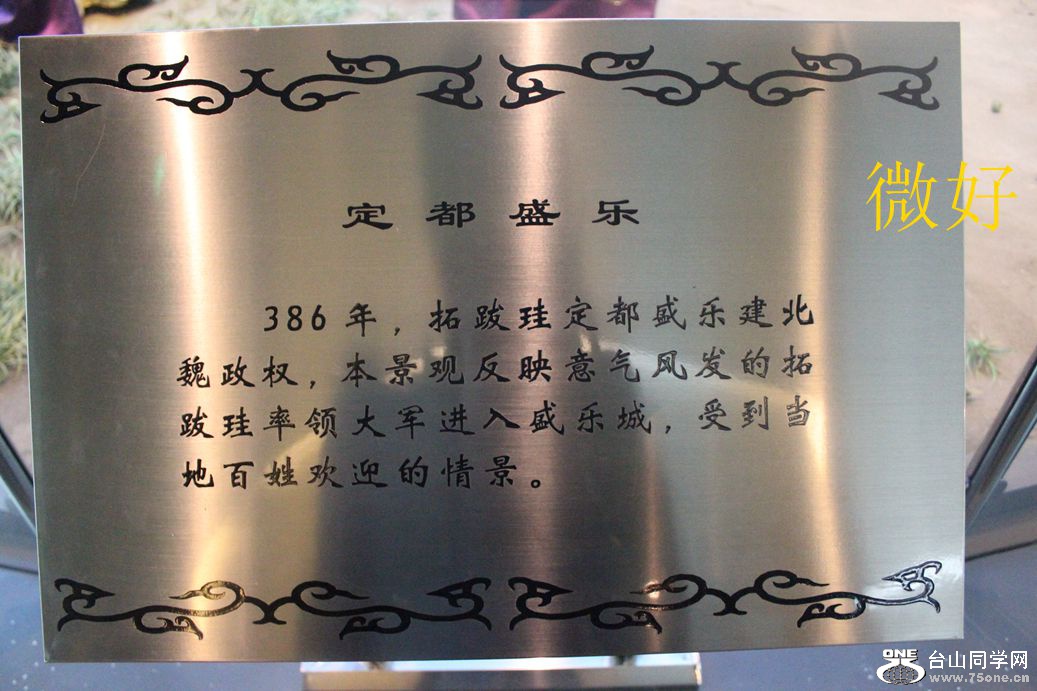 微好
定都盛乐
386年，拓跋珪定都盛乐建北
魏政权，本景观反映意气风发的拓
跋珪率领大军进入盛乐城，受到当
地百姓欢迎的情景。
ONE
台山同学网
www.75one.cn